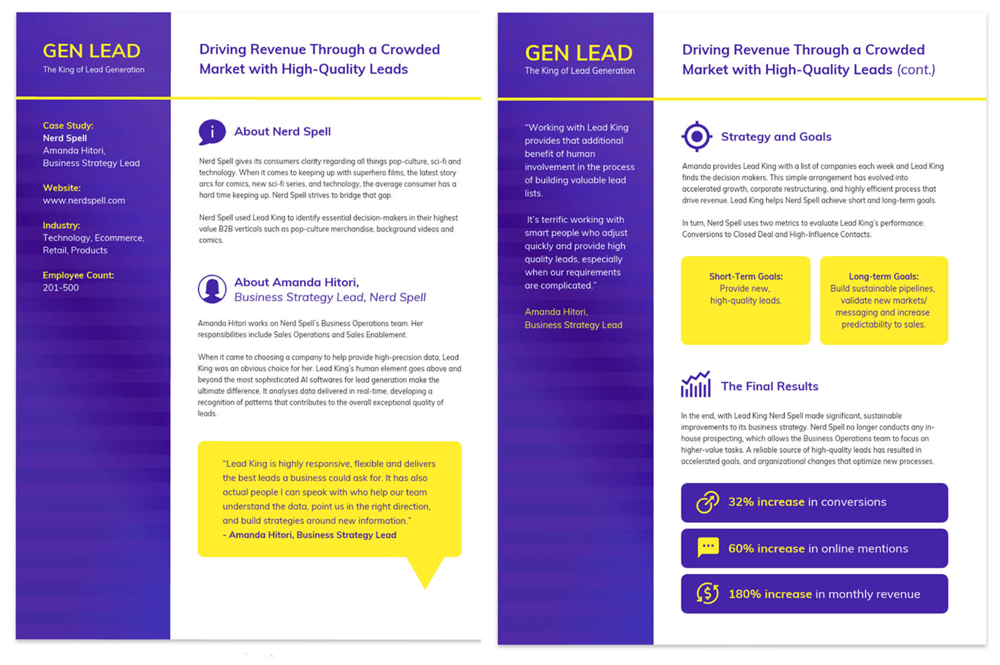 GEN LEAD
The King of Lead Generation
Driving Revenue Through a Crowded
Market with High-Quality Leads
Case Study:
Nerd Spell
Amanda Hitori,
Business Strategy Lead
Website:
www.nerdspell.com
Industry:
Technology, Ecommerce,
Retail, Products
Employee Count:
201-500
About Nerd Spell
Nerd Spell gives its consumers clarity regarding all things pop-culture, sci-fi and
technology. When it comes to keeping up with superhero films, the latest story
arcs for comics, new sci-fi series, and technology, the average consumer has a
hard time keeping up. Nerd Spell strives to bridge that gap.
Nerd Spell used Lead King to identify essential decision-makers in their highest
value B2B verticals such as pop-culture merchandise, background videos and
comics.
About Amanda Hitori,
Business Strategy Lead, Nerd Spell
Amanda Hitori works on Nerd Spell's Business Operations team. Her
responsibilities include Sales Operations and Sales Enablement.
When it came to choosing a company to help provide high-precision data, Lead
King was an obvious choice for her. Lead King's human element goes above and
beyond the most sophisticated AI softwares for lead generation make the
ultimate difference. It analyses data delivered in real-time, developing a
recognition of patterns that contributes to the overall exceptional quality of
leads.
“Lead King is highly responsive, flexible and delivers
the best leads a business could ask for. It has also
actual people I can speak with who help our team
understand the data, point us in the right direction,
and build strategies around new information.”
- Amanda Hitori, Business Strategy Lead
GEN LEAD
The King of Lead Generation
Driving Revenue Through a Crowded
Market with High-Quality Leads (cont.)
“Working with Lead King
provides that additional
benefit of human
involvement in the process
of building valuable lead
lists.
It's terrific working with
smart people who adjust
quickly and provide high
quality leads, especially
when our requirements
are complicated.”
Amanda Hitori,
Business Strategy Lead
Strategy and Goals
Amanda provides Lead King with a list of companies each week and Lead King
finds the decision makers. This simple arrangement has evolved into
accelerated growth, corporate restructuring, and highly efficient process that
drive revenue. Lead King helps Nerd Spell achieve short and long-term goals.
In turn, Nerd Spell uses two metrics to evaluate Lead King's performance:
Conversions to Closed Deal and High-Influence Contacts.
Short-Term Goals:
Provide new,
high-quality leads.
Long-term Goals:
Build sustainable pipelines,
validate new markets/
messaging and increase
predictability to sales.
The Final Results
In the end, with Lead King Nerd Spell made significant, sustainable
improvements to its business strategy. Nerd Spell no longer conducts any in-
house prospecting, which allows the Business Operations team to focus on
higher-value tasks. A reliable source of high-quality leads has resulted in
accelerated goals, and organizational changes that optimize new processes.
32% increase in conversions
60% increase in online mentions
180% increase in monthly revenue